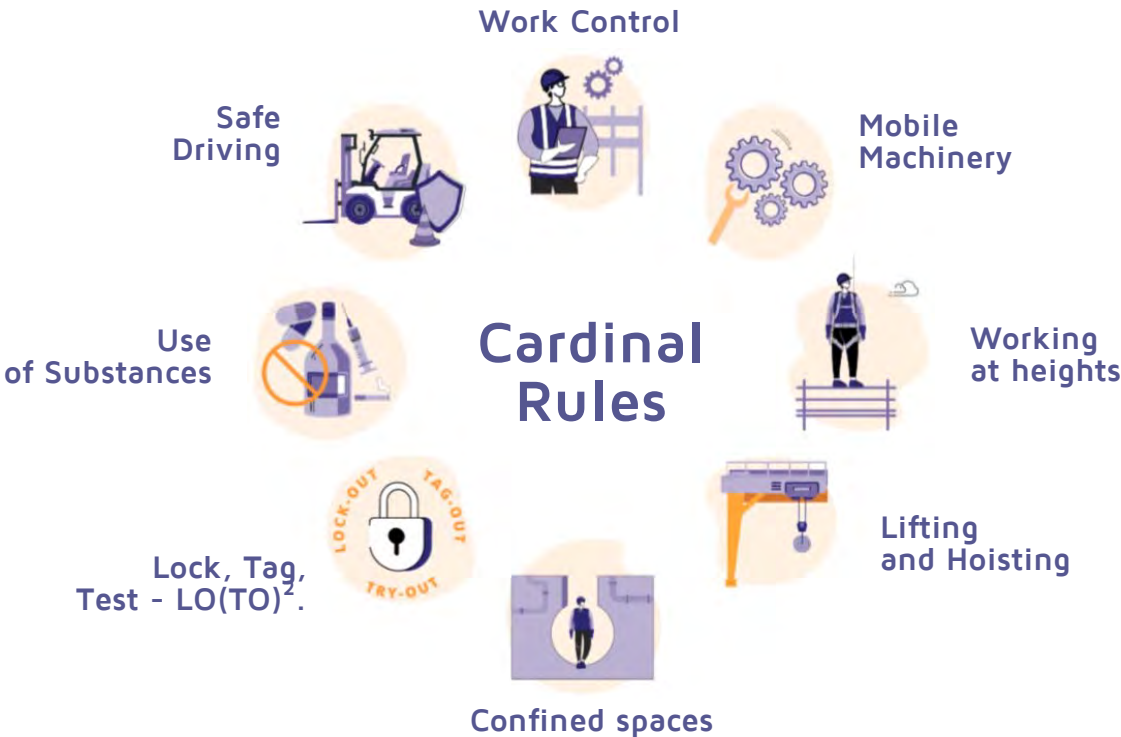 Work Control
Safe
Driving
Mobile
Machinery
Use
of Substances
Cardinal
Rules
Working
at heights
LOCK-OUT
TAG-OUT
TRY-OUT
Lock, Tag,
Test - LO(TO)².
Lifting
and Hoisting
Confined spaces